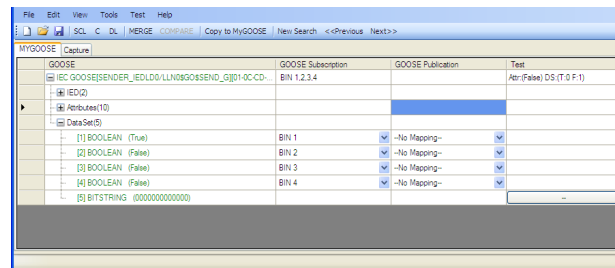 File Edit View Tools Test Help
SCL C DL MERGE COMPARE Copy to MyGOOSE New Search <<Previous Next>>
MYGOOSE Capture
GOOSE GOOSE Subscription GOOSE Publication Test
IEC GOOSE[SENDER_IEDLD0/LLN0$GO$SEND_G][01-0C-CD-... BIN 1,2,3,4 Attr:(False) DS:(T:0 F:1)
IED(2)
Attributes(10)
DataSet(5)
[1] BOOLEAN (True) BIN 1 --No Mapping--
[2] BOOLEAN (False) BIN 2 --No Mapping--
[3] BOOLEAN (False) BIN 3 --No Mapping--
[4] BOOLEAN (False) BIN 4 --No Mapping--
[5] BITSTRING (0000000000000) --